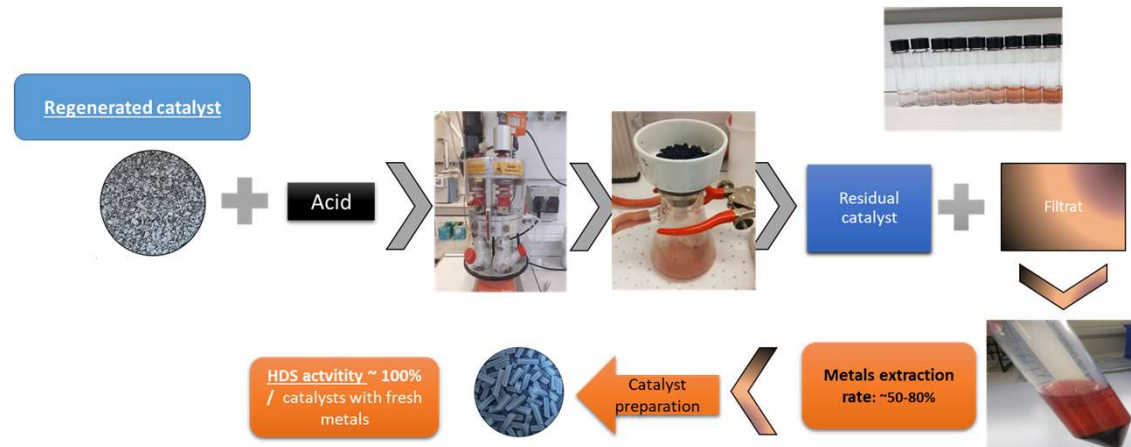 Regenerated catalyst
Acid
Residual
catalyst
Filtrat
HDS actvitity ~ 100%
/ catalysts with fresh
metals
Catalyst
preparation
Metals extraction
rate: ~50-80%